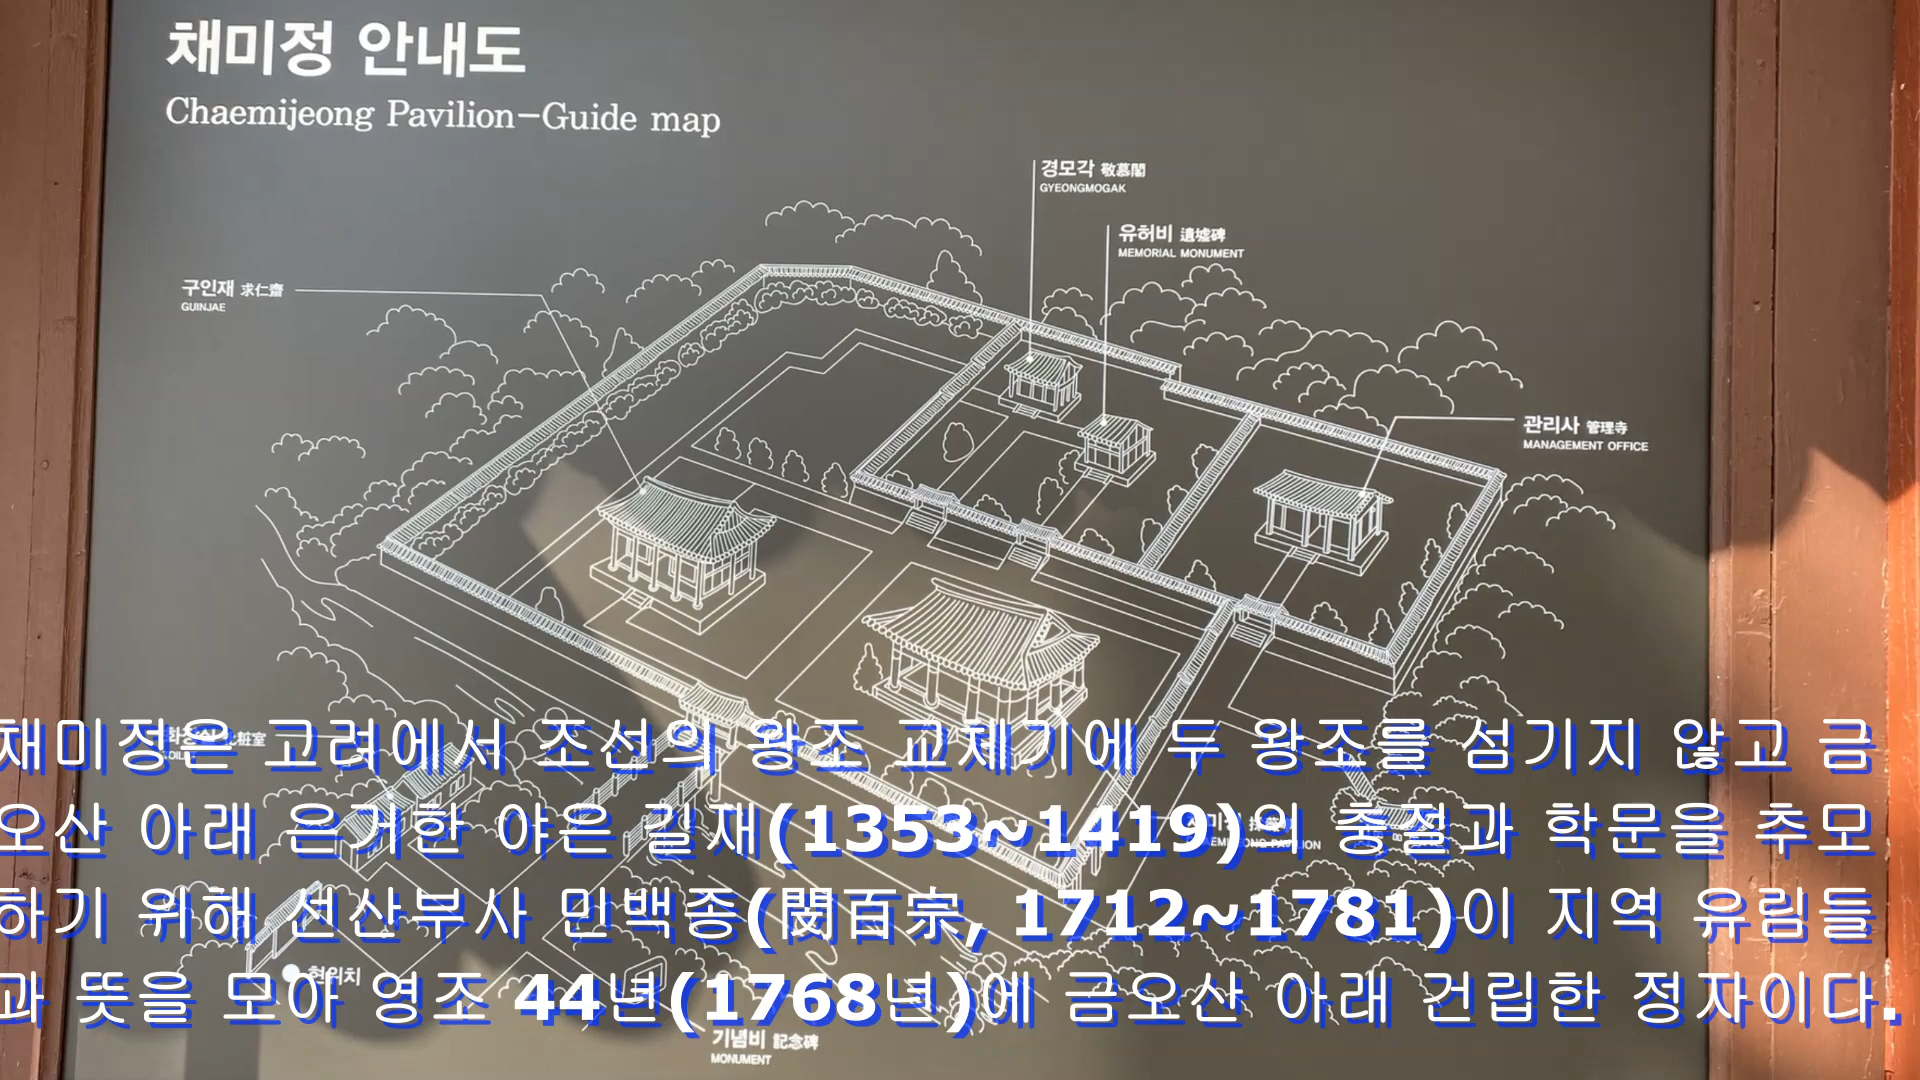 채미정 안내도
Chaemijeong Pavilion-Guide map
경모각 敬慕閣
GYEONGMOGAK
유허비 遺墟碑
MEMORIAL MONUMENT
구인재 求仁齋
GUINJAE
관리사 管理寺
MANAGEMENT OFFICE
채미정은 고려에서 조선의 왕조 교체기에 두 왕조를 섬기지 않고 금
오산 아래 은거한 야은 길재(1353~1419)의 충절과 학문을 추모
하기 위해 선산부사 민백종(閔百宗, 1712~1781)이 지역 유림들
과 뜻을 모아 영조 44년(1768년)에 금오산 아래 건립한 정자이다.
현위치
기념비 記念碑
MONUMENT